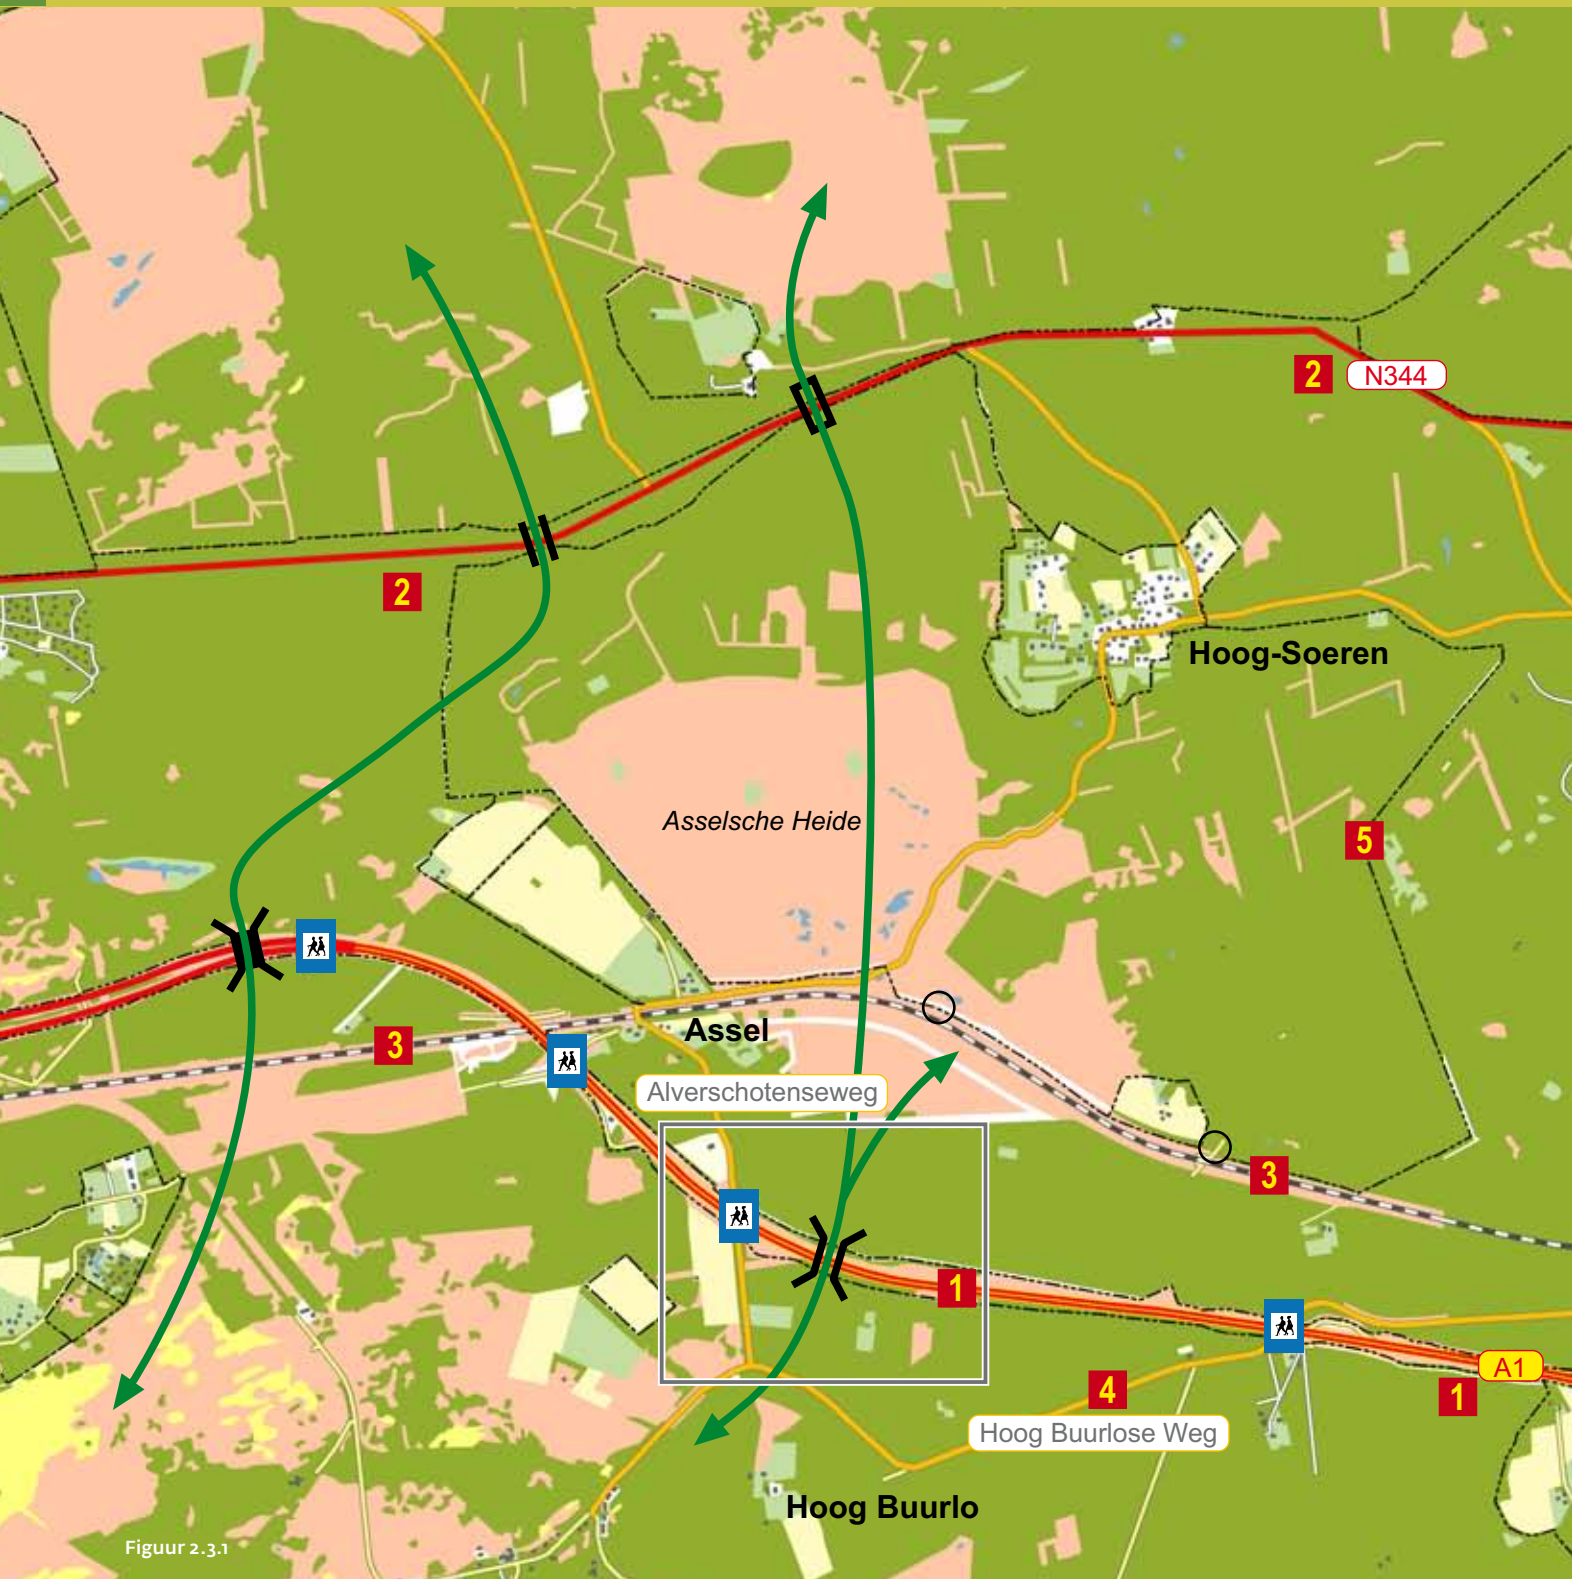 2
N344
2
Hoog-Soeren
Asselsche Heide
5
Assel
3
Alverschotenseweg
3
1
A1
4
1
Hoog Buurlose Weg
Hoog Buurlo
Figuur 2.3.1